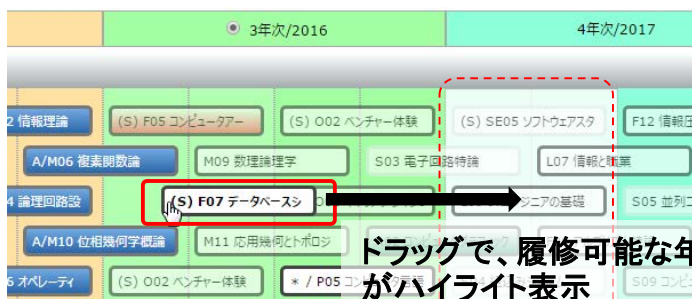 3年次/2016 4年次/2017
2 情報理論 (S) F05 コンピュータアー (S) O02 ベンチャー体験 (S) SE05 ソフトウェアスタ F12 情報圧
A/M06 複素関数論 M09 数理論理学 S03 電子回路特論 L07 情報と職業
4 論理回路設 (S) F07 データベースシ ジニアの基礎 S05 並列コ
A/M10 位相幾何学概論 M11 応用幾何とトポロジ
ドラッグで、履修可能な年
6 オペレーティ (S) O02 ベンチャー体験 * / P05 コン S09 コンピ
がハイライト表示